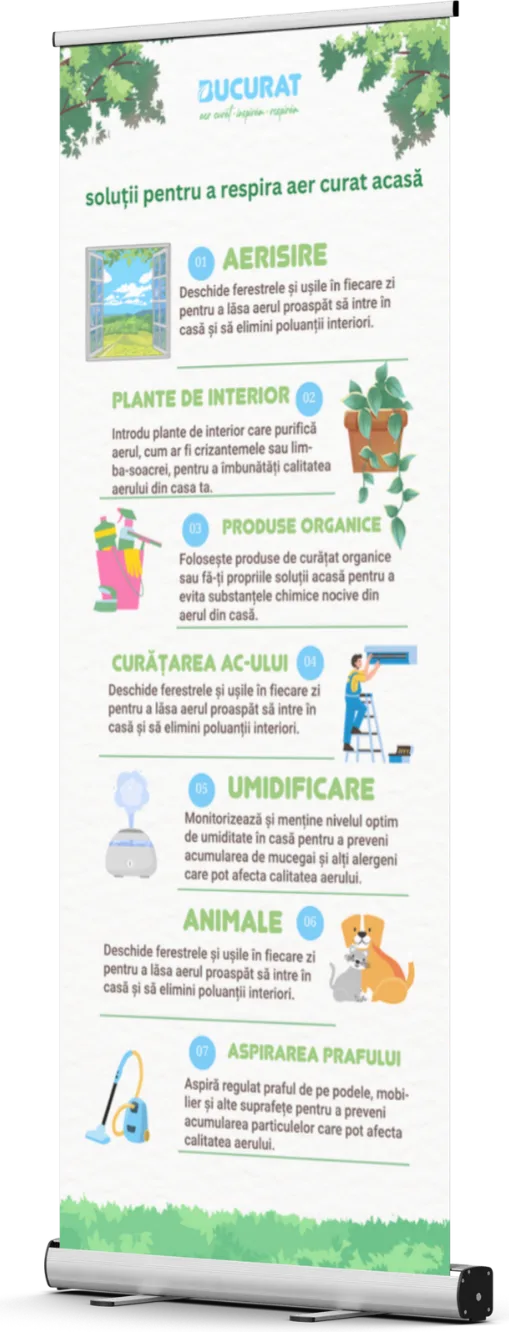 BUCURAT
aer curat · inspirăm · respirăm
soluții pentru a respira aer curat acasă
01 AERISIRE
Deschide ferestrele și ușile în fiecare zi
pentru a lăsa aerul proaspăt să intre în
casă și să elimini poluanții interiori.
PLANTE DE INTERIOR 02
Introdu plante de interior care purifică
aerul, cum ar fi crizantemele sau lim-
ba-soacrei, pentru a îmbunătăți calitatea
aerului din casa ta.
03 PRODUSE ORGANICE
Folosește produse de curățat organice
sau fă-ți propriile soluții acasă pentru a
evita substanțele chimice nocive din
aerul din casă.
CURĂȚAREA AC-ULUI 04
Deschide ferestrele și ușile în fiecare zi
pentru a lăsa aerul proaspăt să intre în
casă și să elimini poluanții interiori.
05 UMIDIFICARE
Monitorizează și menține nivelul optim
de umiditate în casă pentru a preveni
acumularea de mucegai și alți alergeni
care pot afecta calitatea aerului.
ANIMALE 06
Deschide ferestrele și ușile în fiecare zi
pentru a lăsa aerul proaspăt să intre în
casă și să elimini poluanții interiori.
07 ASPIRAREA PRAFULUI
Aspiră regulat praful de pe podele, mobi-
lier și alte suprafețe pentru a preveni
acumularea particulelor care pot afecta
calitatea aerului.